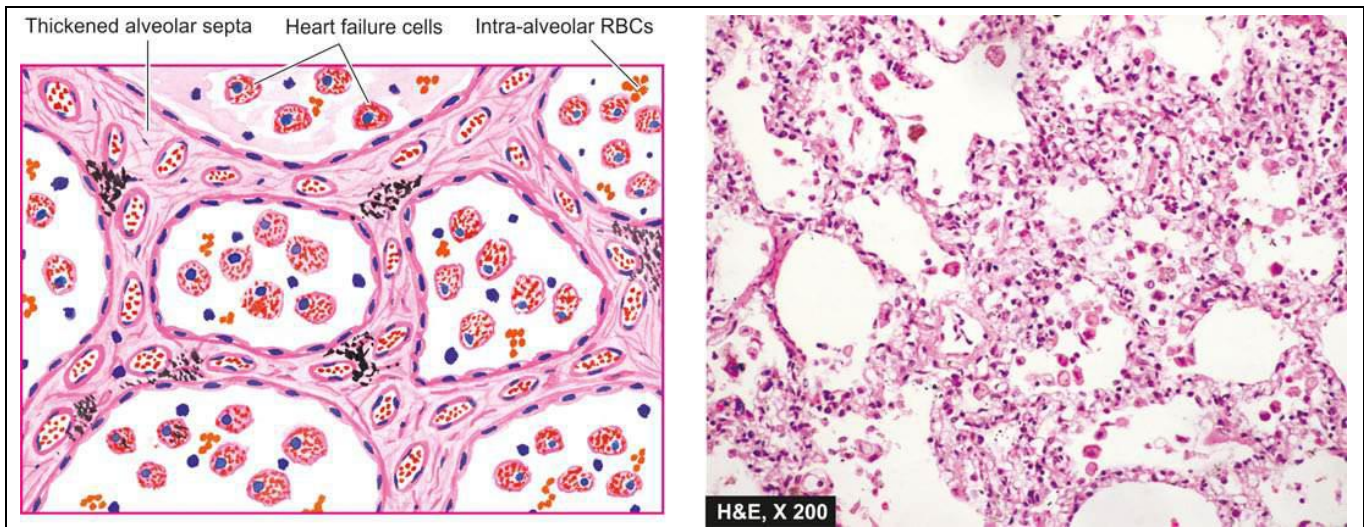 Thickened alveolar septa
Heart failure cells
Intra-alveolar RBCs
H&E, X 200